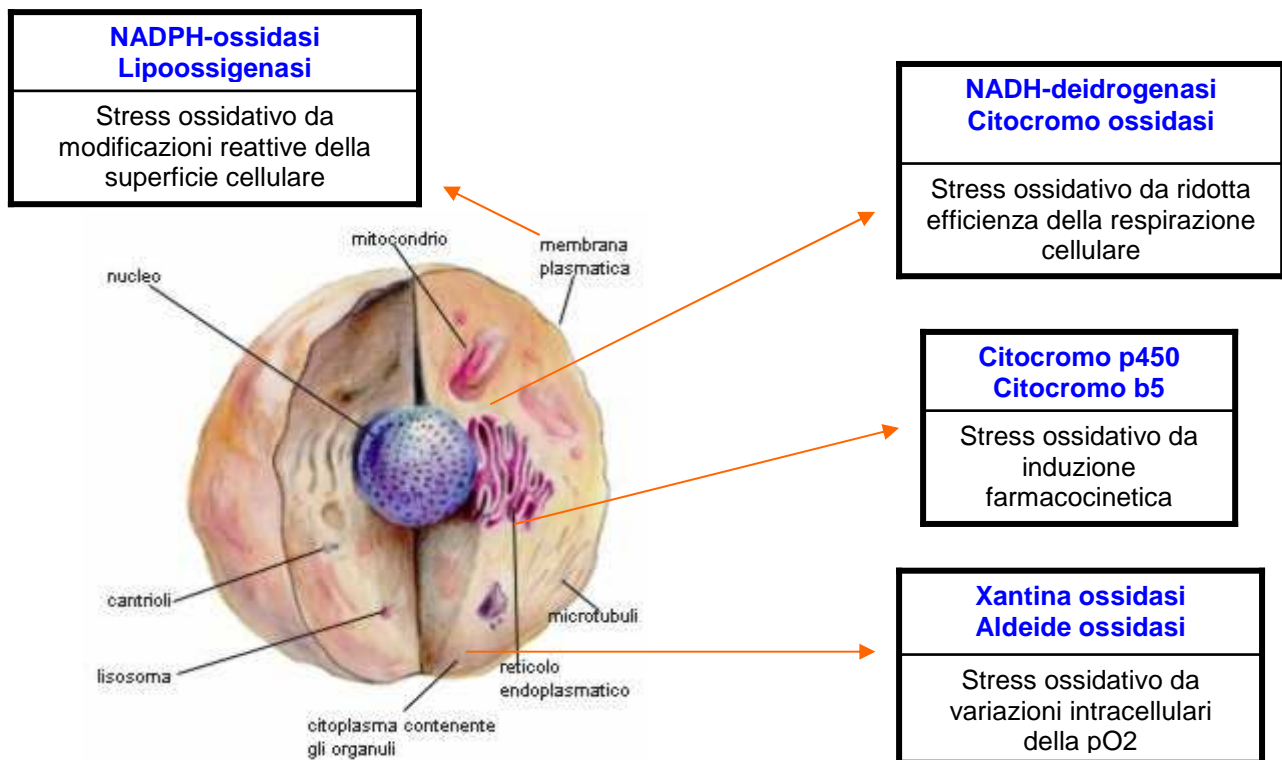 NADPH-ossidasi
Lipoossigenasi
Stress ossidativo da
modificazioni reattive della
superficie cellulare
NADH-deidrogenasi
Citocromo ossidasi
Stress ossidativo da ridotta
efficienza della respirazione
cellulare
mitocondrio
membrana
plasmatica
nucleo
Citocromo p450
Citocromo b5
Stress ossidativo da
induzione
farmacocinetica
cantrioli
microtubuli
lisosoma
reticolo
endoplasmatico
citoplasma contenente
gli organuli
Xantina ossidasi
Aldeide ossidasi
Stress ossidativo da
variazioni intracellulari
della pO2